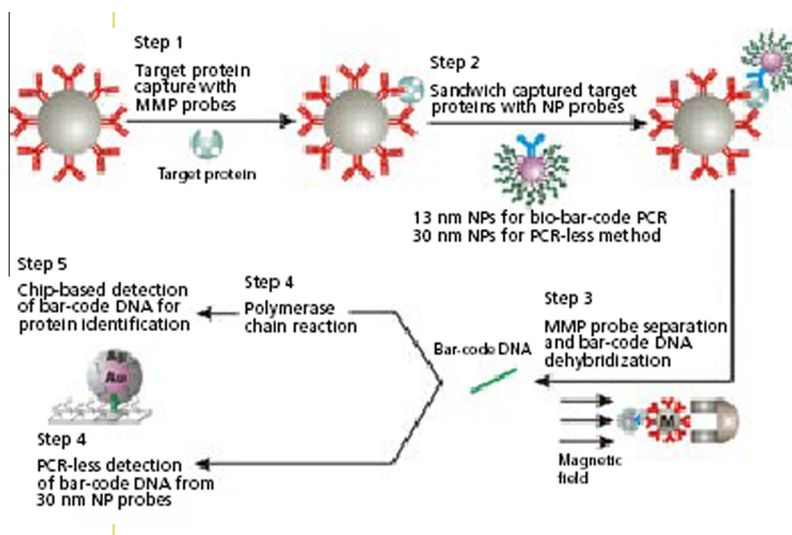 Step 1
Target protein
capture with
MMP probes
Target protein
Step 2
Sandwich captured target
proteins with NP probes
13 nm NPs for bio-bar-code PCR
30 nm NPs for PCR-less method
Step 3
MMP probe separation
and bar-code DNA
dehybridization
M
Magnetic
field
Bar-code DNA
Step 4
Polymerase
chain reaction
Step 5
Chip-based detection
of bar-code DNA for
protein identification
Ag
Au
Step 4
PCR-less detection
of bar-code DNA from
30 nm NP probes